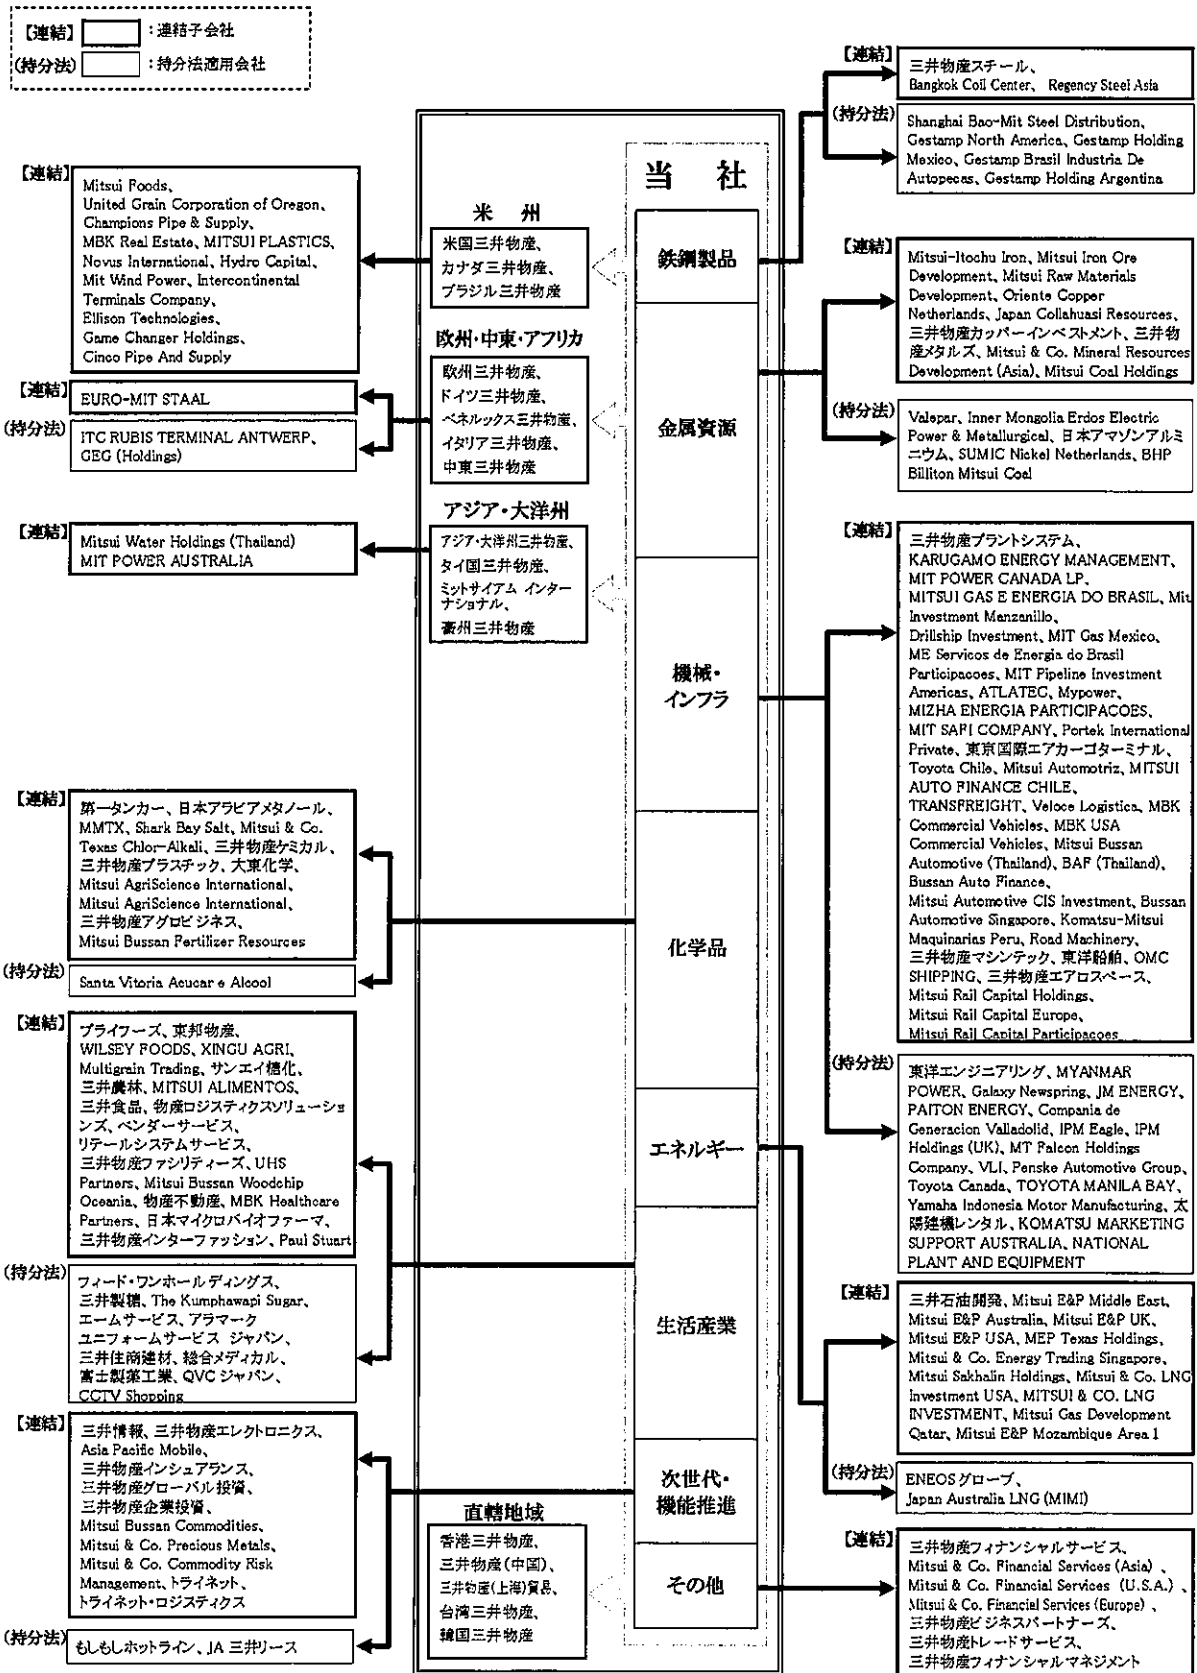 【連結】 ：連結子会社
(持分法) ：持分法適用会社
【連結】
Mitsui Foods、
United Grain Corporation of Oregon、
Champions Pipe & Supply、
MBK Real Estate、MITSUI PLASTICS、
Novus International、Hydro Capital、
Mit Wind Power、Intercontinental
Terminals Company、
Ellison Technologies、
Game Changer Holdings、
Cinco Pipe And Supply
【連結】
EURO-MIT STAAL
(持分法)
ITC RUBIS TERMINAL ANTWERP、
GEG (Holdings)
【連結】
Mitsui Water Holdings (Thailand)
MIT POWER AUSTRALIA
【連結】
第一タンカー、日本アラビアメタノール、
MMTX、Shark Bay Salt、Mitsui & Co.
Texas Chlor-Alkali、三井物産ケミカル、
三井物産プラスチック、大東化学、
Mitsui AgriScience International、
Mitsui AgriScience International、
三井物産アグロビジネス、
Mitsui Bussan Fertilizer Resources
(持分法)
Santa Vitoria Acucar e Alcool
【連結】
プライフーズ、東邦物産、
WILSEY FOODS、XINGU AGRI、
Multigrain Trading、サンエイ糖化、
三井農林、MITSUI ALIMENTOS、
三井食品、物産ロジスティクスソリューショ
ンズ、ベンダーサービス、
リテールシステムサービス、
三井物産ファシリティーズ、UHS
Partners、Mitsui Bussan Woodchip
Oceania、物産不動産、MBK Healthcare
Partners、日本マイクロバイオファーマ、
三井物産インターファッション、Paul Stuart
(持分法)
フィード・ワンホールディングス、
三井製糖、The Kumphawapi Sugar、
エームサービス、アラマーク
ユニフォームサービス ジャパン、
三井住商建材、総合メディカル、
富士製薬工業、QVC ジャパン、
CCTV Shopping
【連結】
三井情報、三井物産エレクトロニクス、
Asia Pacific Mobile、
三井物産インシュアランス、
三井物産グローバル投資、
三井物産企業投資、
Mitsui Bussan Commodities、
Mitsui & Co. Precious Metals、
Mitsui & Co. Commodity Risk
Management、トライネット、
トライネット・ロジスティクス
(持分法)
もしもしホットライン、JA 三井リース
米 州
米国三井物産、
カナダ三井物産、
ブラジル三井物産
欧州・中東・アフリカ
欧州三井物産、
ドイツ三井物産、
ベネルックス三井物産、
イタリア三井物産、
中東三井物産
アジア・大洋州
アジア・大洋州三井物産、
タイ国三井物産、
ミットサイアム インター
ナショナル、
豪州三井物産
直轄地域
香港三井物産、
三井物産(中国)、
三井物産(上海)貿易、
台湾三井物産、
韓国三井物産
当 社
鉄鋼製品
金属資源
機械・
インフラ
化学品
エネルギー
生活産業
次世代・
機能推進
その他
【連結】
三井物産スチール、
Bangkok Coil Center、 Regency Steel Asia
(持分法)
Shanghai Bao-Mit Steel Distribution、
Gestamp North America、Gestamp Holding
Mexico、Gestamp Brasil Industria De
Autopecas、Gestamp Holding Argentina
【連結】
Mitsui-Itochu Iron、Mitsui Iron Ore
Development、Mitsui Raw Materials
Development、Oriente Copper
Netherlands、Japan Collahuasi Resources、
三井物産カッパーインベストメント、三井物
産メタルズ、Mitsui & Co. Mineral Resources
Development (Asia)、Mitsui Coal Holdings
(持分法)
Valepar、Inner Mongolia Erdos Electric
Power & Metallurgical、日本アマゾンアルミ
ニウム、SUMIC Nickel Netherlands、BHP
Billiton Mitsui Coal
【連結】
三井物産プラントシステム、
KARUGAMO ENERGY MANAGEMENT、
MIT POWER CANADA LP、
MITSUI GAS E ENERGIA DO BRASIL、Mit
Investment Manzanillo、
Drillship Investment、MIT Gas Mexico、
ME Servicos de Energia do Brasil
Participacoes、MIT Pipeline Investment
Americas、ATLATEC、Mypower、
MIZHA ENERGIA PARTICIPACOES、
MIT SAFI COMPANY、Portek International
Private、東京国際エアカーゴターミナル、
Toyota Chile、Mitsui Automotriz、MITSUI
AUTO FINANCE CHILE、
TRANSFREIGHT、Veloce Logistica、MBK
Commercial Vehicles、MBK USA
Commercial Vehicles、Mitsui Bussan
Automotive (Thailand)、BAF (Thailand)、
Bussan Auto Finance、
Mitsui Automotive CIS Investment、Bussan
Automotive Singapore、Komatsu-Mitsui
Maquinarias Peru、Road Machinery、
三井物産マシンテック、東洋船舶、OMC
SHIPPING、三井物産エアロスペース、
Mitsui Rail Capital Holdings、
Mitsui Rail Capital Europe、
Mitsui Rail Capital Participacoes
(持分法)
東洋エンジニアリング、MYANMAR
POWER、Galaxy Newspring、JM ENERGY、
PAITON ENERGY、Compania de
Generacion Valladolid、IPM Eagle、IPM
Holdings (UK)、MT Falcon Holdings
Company、VLI、Penske Automotive Group、
Toyota Canada、TOYOTA MANILA BAY、
Yamaha Indonesia Motor Manufacturing、太
陽建機レンタル、KOMATSU MARKETING
SUPPORT AUSTRALIA、NATIONAL
PLANT AND EQUIPMENT
【連結】
三井石油開発、Mitsui E&P Middle East、
Mitsui E&P Australia、Mitsui E&P UK、
Mitsui E&P USA、MEP Texas Holdings、
Mitsui & Co. Energy Trading Singapore、
Mitsui Sakhalin Holdings、Mitsui & Co. LNG
Investment USA、MITSUI & CO. LNG
INVESTMENT、Mitsui Gas Development
Qatar、Mitsui E&P Mozambique Area 1
(持分法)
ENEOSグローブ、
Japan Australia LNG (MIMI)
【連結】
三井物産フィナンシャルサービス、
Mitsui & Co. Financial Services (Asia) 、
Mitsui & Co. Financial Services (U.S.A.) 、
Mitsui & Co. Financial Services (Europe) 、
三井物産ビジネスパートナーズ、
三井物産トレードサービス、
三井物産フィナンシャルマネジメント